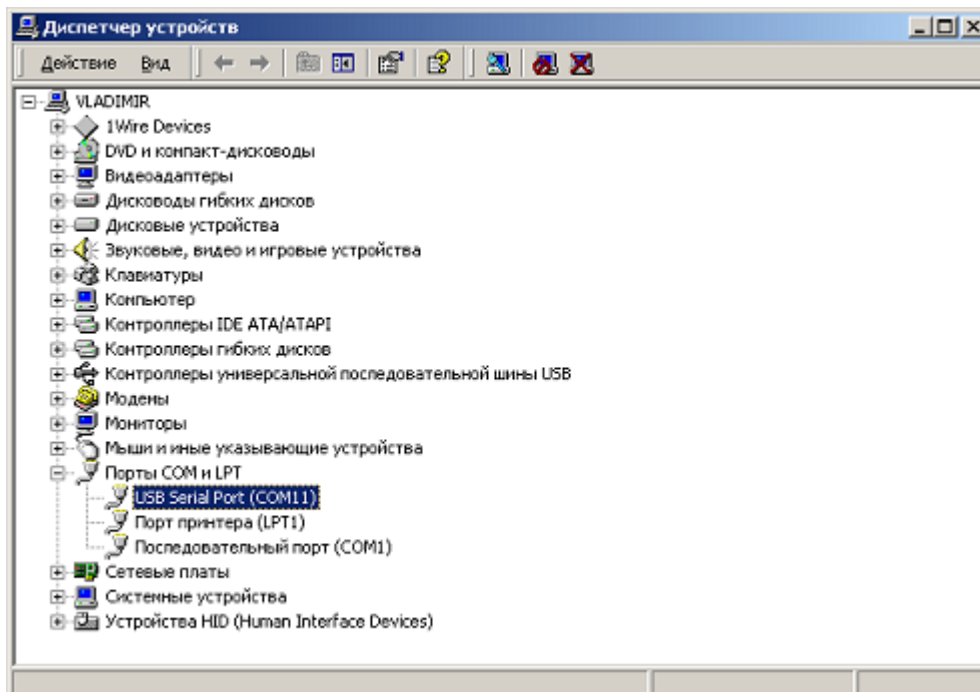 Диспетчер устройств
Действие Вид
VLADIMIR
1Wire Devices
DVD и компакт-дисководы
Видеоадаптеры
Дисководы гибких дисков
Дисковые устройства
Звуковые, видео и игровые устройства
Клавиатуры
Компьютер
Контроллеры IDE ATA/ATAPI
Контроллеры гибких дисков
Контроллеры универсальной последовательной шины USB
Модемы
Мониторы
Мыши и иные указывающие устройства
Порты COM и LPT
USB Serial Port (COM11)
Порт принтера (LPT1)
Последовательный порт (COM1)
Сетевые платы
Системные устройства
Устройства HID (Human Interface Devices)